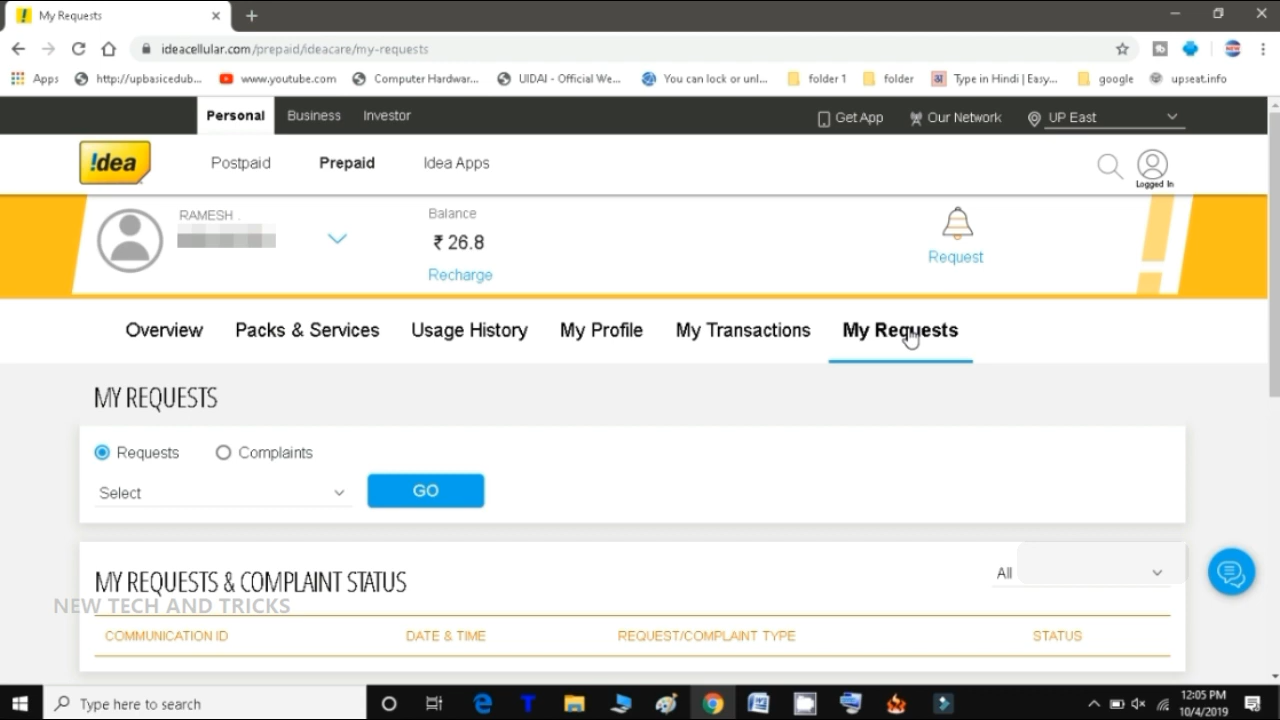 My Requests
ideacellular.com/prepaid/ideacare/my-requests
Apps http://upbasicedub... www.youtube.com Computer Hardwar... UIDAI - Official We... You can lock or unl... folder 1 folder Type in Hindi | Easy... google upseat.info
Personal Business Investor Get App Our Network UP East
!dea Postpaid Prepaid Idea Apps
Logged In
RAMESH .
Balance
₹ 26.8
Recharge
Request
Overview Packs & Services Usage History My Profile My Transactions My Requests
MY REQUESTS
Requests Complaints
Select GO
All
MY REQUESTS & COMPLAINT STATUS
NEW TECH AND TRICKS
COMMUNICATION ID DATE & TIME REQUEST/COMPLAINT TYPE STATUS
Type here to search
12:05 PM
10/4/2019